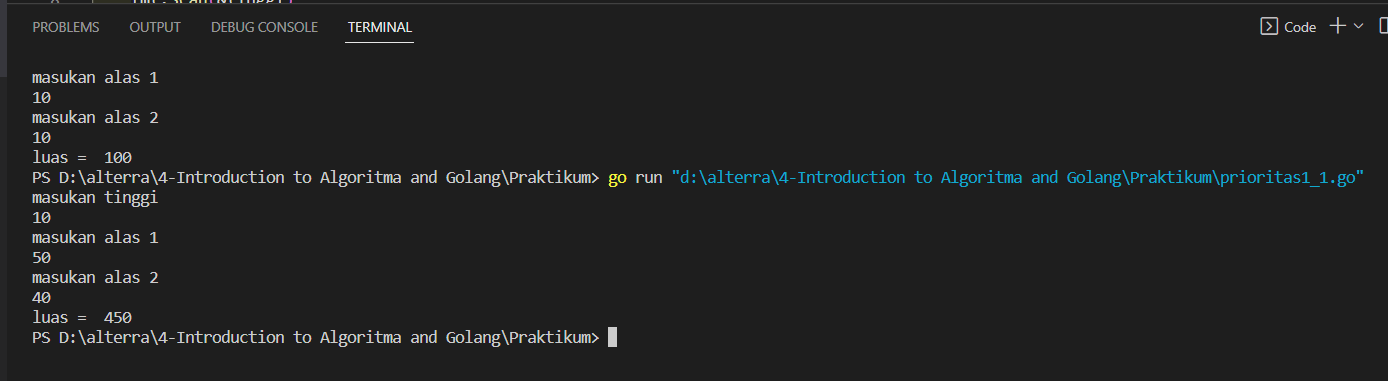 PROBLEMS OUTPUT DEBUG CONSOLE TERMINAL Code
masukan alas 1
10
masukan alas 2
10
luas =  100
PS D:\alterra\4-Introduction to Algoritma and Golang\Praktikum> go run "d:\alterra\4-Introduction to Algoritma and Golang\Praktikum\prioritas1_1.go"
masukan tinggi
10
masukan alas 1
50
masukan alas 2
40
luas =  450
PS D:\alterra\4-Introduction to Algoritma and Golang\Praktikum>